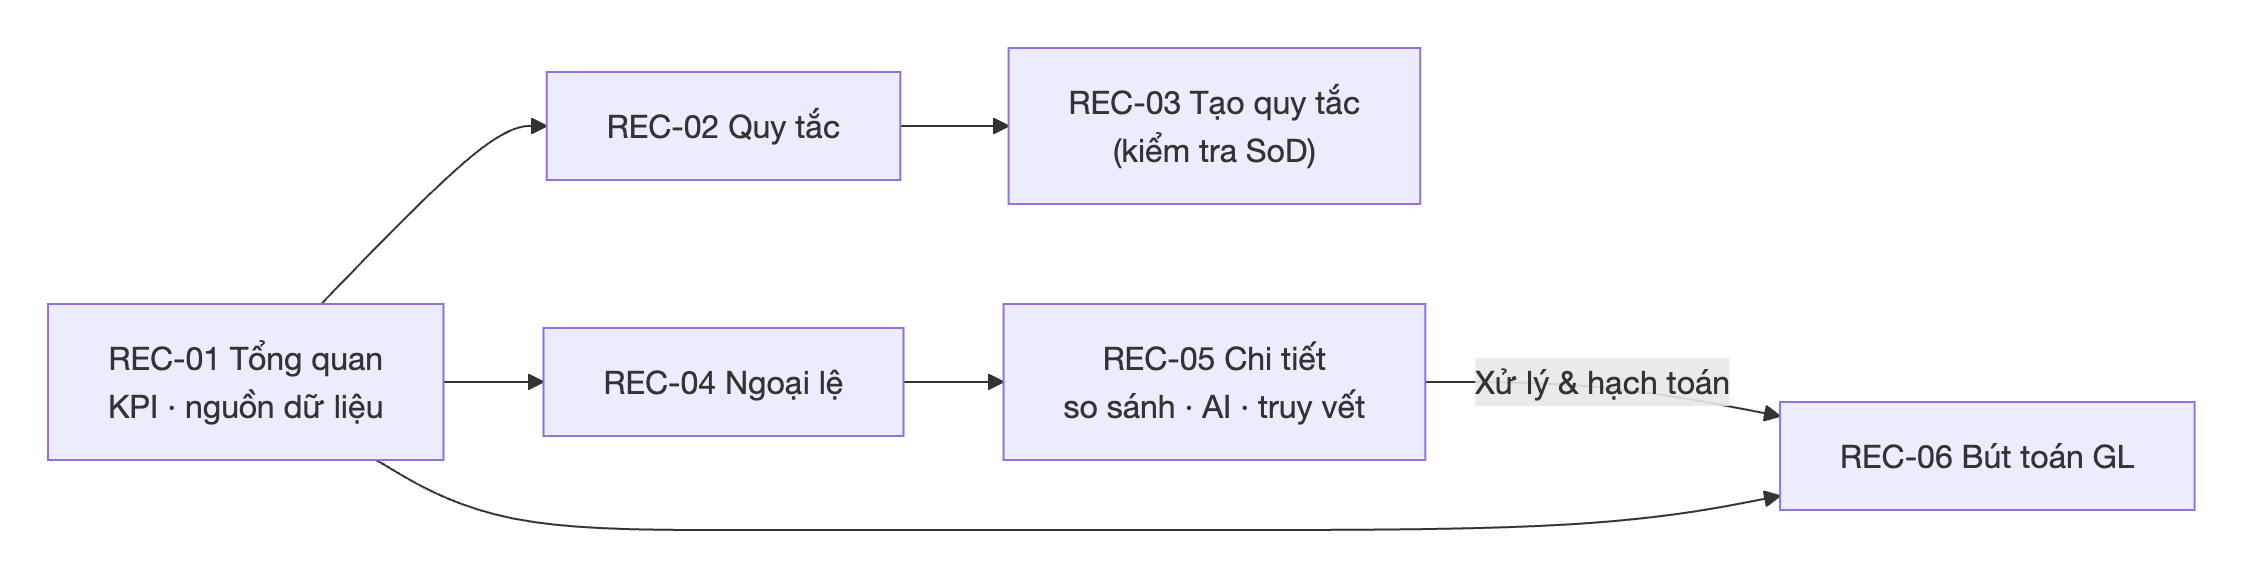 REC-02 Quy tắc
REC-03 Tạo quy tắc
(kiểm tra SoD)
REC-01 Tổng quan
KPI · nguồn dữ liệu
REC-04 Ngoại lệ
REC-05 Chi tiết
so sánh · AI · truy vết
Xử lý & hạch toán
REC-06 Bút toán GL